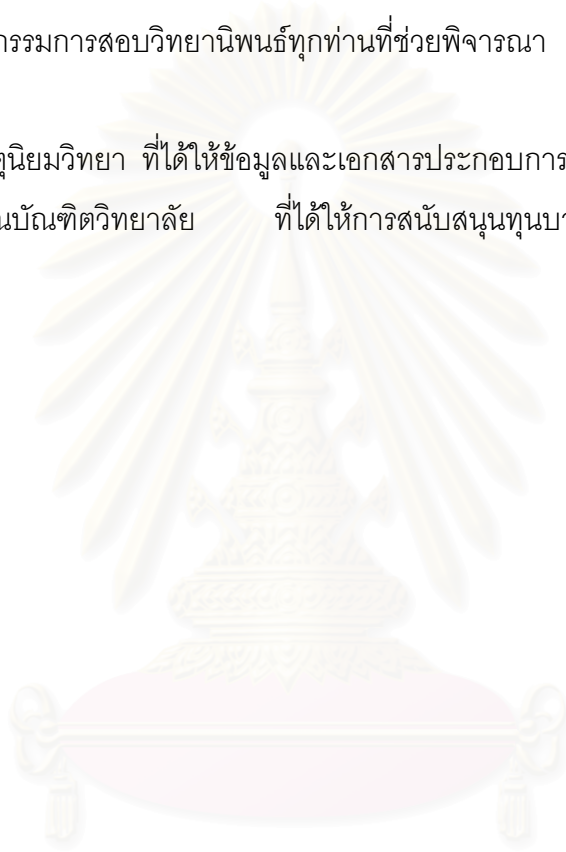 กรรมการสอบวิทยานิพนธ์ทุกท่านที่ช่วยพิจารณา
ตุนิยมวิทยา ที่ได้ให้ข้อมูลและเอกสารประกอบการ
นบัณฑิตวิทยาลัย ที่ได้ให้การสนับสนุนทุนบา